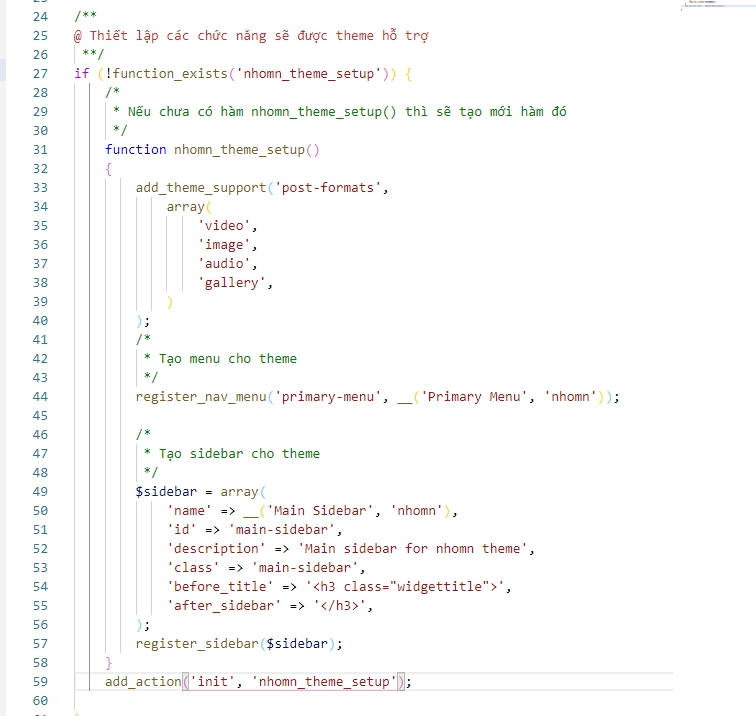 24 /**
25 @ Thiết lập các chức năng sẽ được theme hỗ trợ
26 **/
27 if (!function_exists('nhomn_theme_setup')) {
28 /*
29 * Nếu chưa có hàm nhomn_theme_setup() thì sẽ tạo mới hàm đó
30 */
31 function nhomn_theme_setup()
32 {
33 add_theme_support('post-formats',
34 array(
35 'video',
36 'image',
37 'audio',
38 'gallery',
39 )
40 );
41 /*
42 * Tạo menu cho theme
43 */
44 register_nav_menu('primary-menu', __('Primary Menu', 'nhomn'));
45
46 /*
47 * Tạo sidebar cho theme
48 */
49 $sidebar = array(
50 'name' => __('Main Sidebar', 'nhomn'),
51 'id' => 'main-sidebar',
52 'description' => 'Main sidebar for nhomn theme',
53 'class' => 'main-sidebar',
54 'before_title' => '<h3 class="widgettitle">',
55 'after_sidebar' => '</h3>',
56 );
57 register_sidebar($sidebar);
58 }
59 add_action('init', 'nhomn_theme_setup');
60